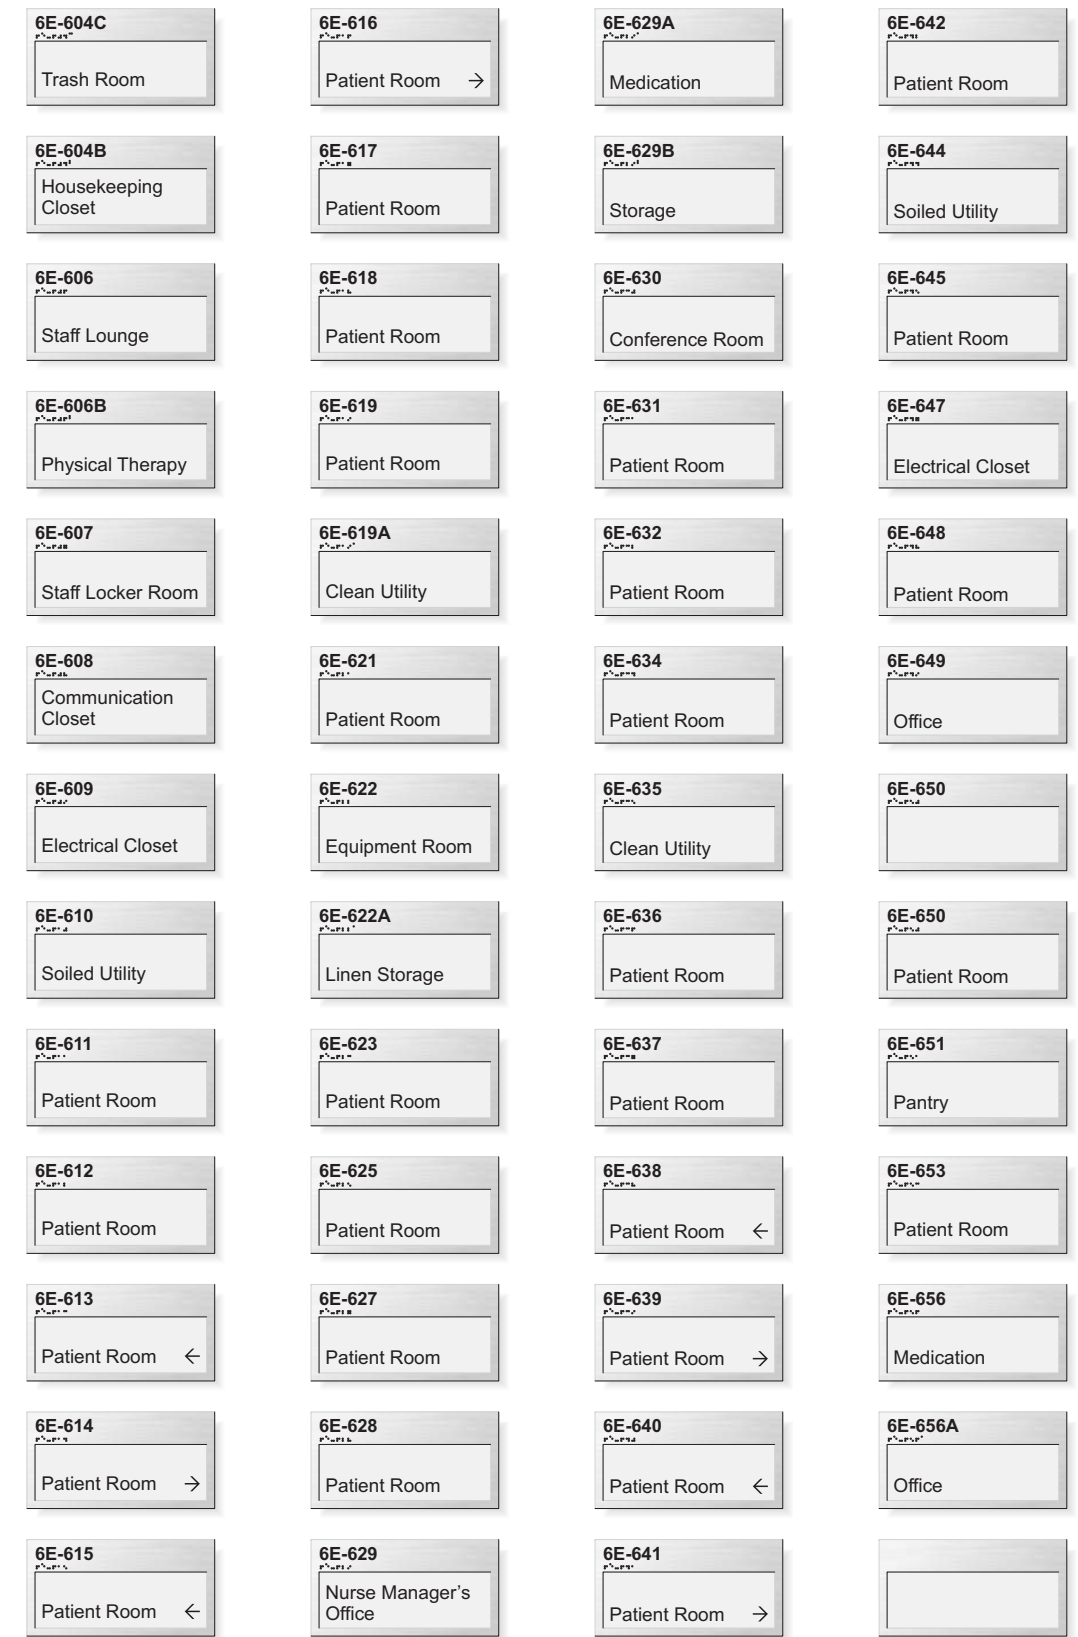 6E-604C
Trash Room
6E-604B
Housekeeping
Closet
6E-606
Staff Lounge
6E-606B
Physical Therapy
6E-607
Staff Locker Room
6E-608
Communication
Closet
6E-609
Electrical Closet
6E-610
Soiled Utility
6E-611
Patient Room
6E-612
Patient Room
6E-613
Patient Room ←
6E-614
Patient Room →
6E-615
Patient Room ←
6E-616
Patient Room →
6E-617
Patient Room
6E-618
Patient Room
6E-619
Patient Room
6E-619A
Clean Utility
6E-621
Patient Room
6E-622
Equipment Room
6E-622A
Linen Storage
6E-623
Patient Room
6E-625
Patient Room
6E-627
Patient Room
6E-628
Patient Room
6E-629
Nurse Manager's
Office
6E-629A
Medication
6E-629B
Storage
6E-630
Conference Room
6E-631
Patient Room
6E-632
Patient Room
6E-634
Patient Room
6E-635
Clean Utility
6E-636
Patient Room
6E-637
Patient Room
6E-638
Patient Room ←
6E-639
Patient Room →
6E-640
Patient Room ←
6E-641
Patient Room →
6E-642
Patient Room
6E-644
Soiled Utility
6E-645
Patient Room
6E-647
Electrical Closet
6E-648
Patient Room
6E-649
Office
6E-650
6E-650
Patient Room
6E-651
Pantry
6E-653
Patient Room
6E-656
Medication
6E-656A
Office